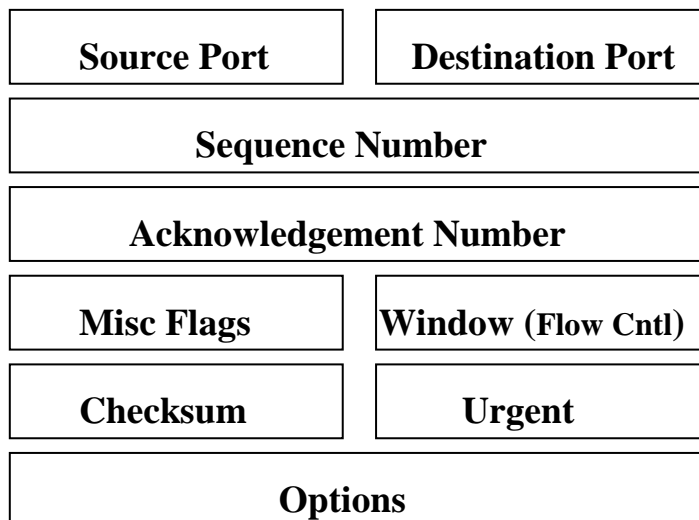 Source Port Destination Port
Sequence Number
Acknowledgement Number
Misc Flags Window (Flow Cntl)
Checksum Urgent
Options